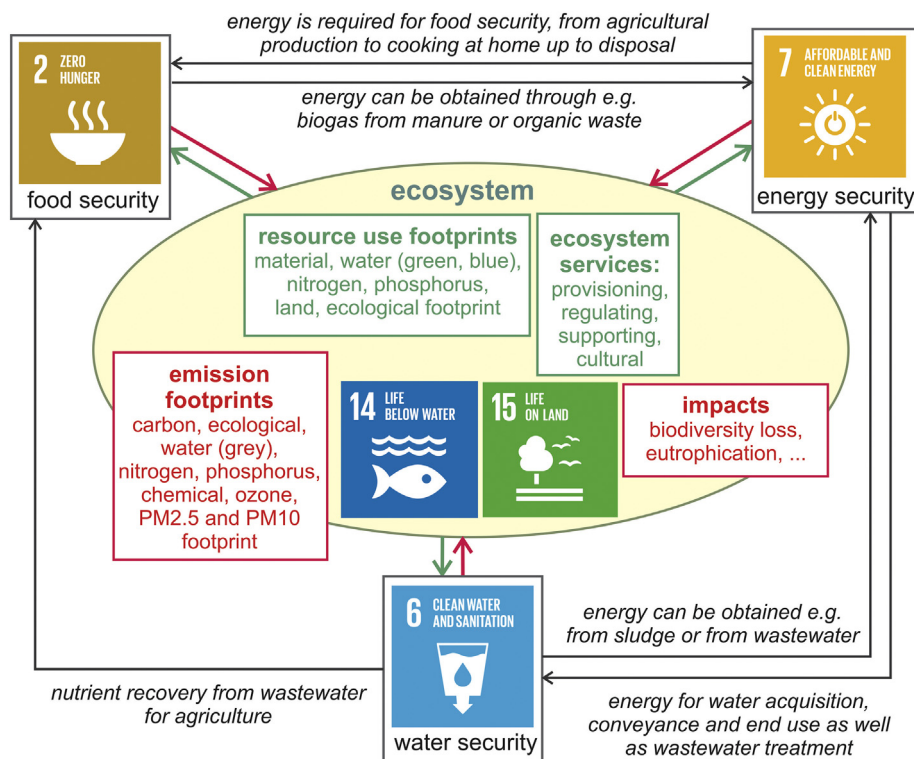 energy is required for food security, from agricultural
production to cooking at home up to disposal
2 ZERO
HUNGER
food security
7 AFFORDABLE AND
CLEAN ENERGY
energy security
energy can be obtained through e.g.
biogas from manure or organic waste
ecosystem
resource use footprints
material, water (green, blue),
nitrogen, phosphorus,
land, ecological footprint
ecosystem
services:
provisioning,
regulating,
supporting,
cultural
emission
footprints
carbon, ecological,
water (grey),
nitrogen, phosphorus,
chemical, ozone,
PM2.5 and PM10
footprint
14 LIFE
BELOW WATER
15 LIFE
ON LAND
impacts
biodiversity loss,
eutrophication, ...
6 CLEAN WATER
AND SANITATION
water security
energy can be obtained e.g.
from sludge or from wastewater
nutrient recovery from wastewater
for agriculture
energy for water acquisition,
conveyance and end use as well
as wastewater treatment